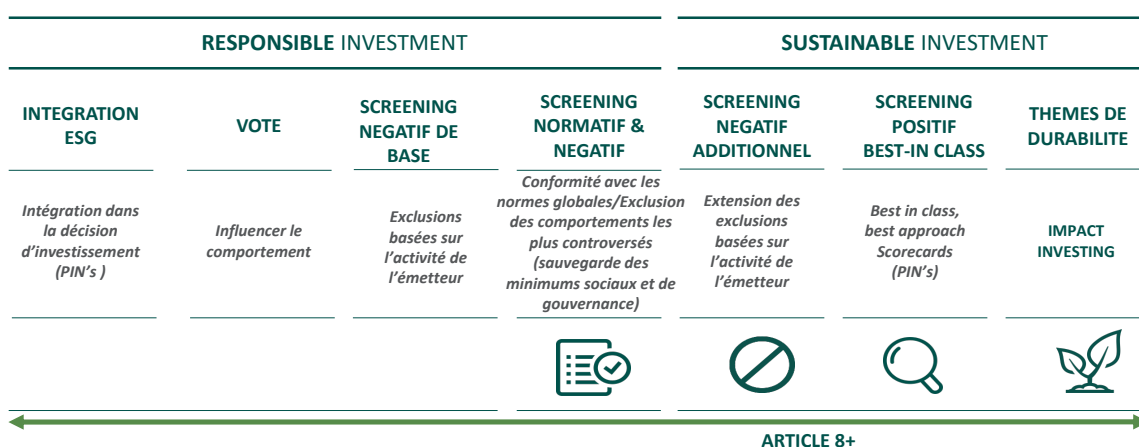 RESPONSIBLE INVESTMENT
SUSTAINABLE INVESTMENT
INTEGRATION
ESG
VOTE
SCREENING
NEGATIF DE
BASE
SCREENING
NORMATIF &
NEGATIF
SCREENING
NEGATIF
ADDITIONNEL
SCREENING
POSITIF
BEST-IN CLASS
THEMES DE
DURABILITE
Intégration dans
la décision
d’investissement
(PIN’s )
Influencer le
comportement
Exclusions
basées sur
l’activité de
l’émetteur
Conformité avec les
normes globales/Exclusion
des comportements les
plus controversés
(sauvegarde des
minimums sociaux et de
gouvernance)
Extension des
exclusions
basées sur
l’activité de
l’émetteur
Best in class,
best approach
Scorecards
(PIN’s)
IMPACT
INVESTING
ARTICLE 8+